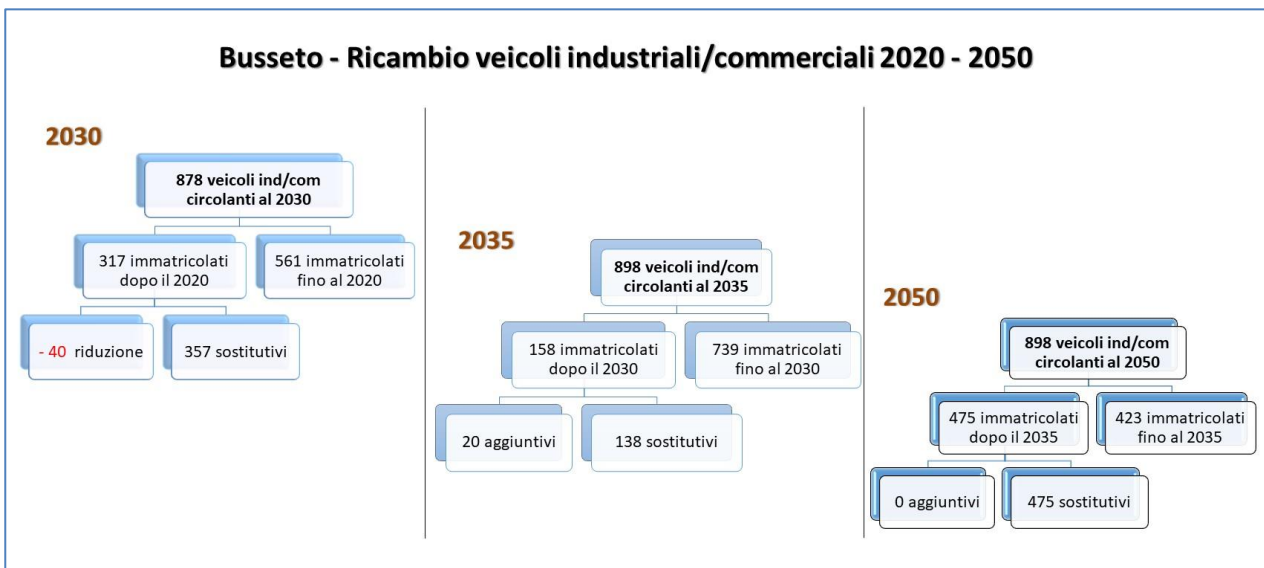 Busseto - Ricambio veicoli industriali/commerciali 2020 - 2050
2030
878 veicoli ind/com
circolanti al 2030
317 immatricolati
dopo il 2020
561 immatricolati
fino al 2020
- 40 riduzione
357 sostitutivi
2035
898 veicoli ind/com
circolanti al 2035
158 immatricolati
dopo il 2030
739 immatricolati
fino al 2030
20 aggiuntivi
138 sostitutivi
2050
898 veicoli ind/com
circolanti al 2050
475 immatricolati
dopo il 2035
423 immatricolati
fino al 2035
0 aggiuntivi
475 sostitutivi